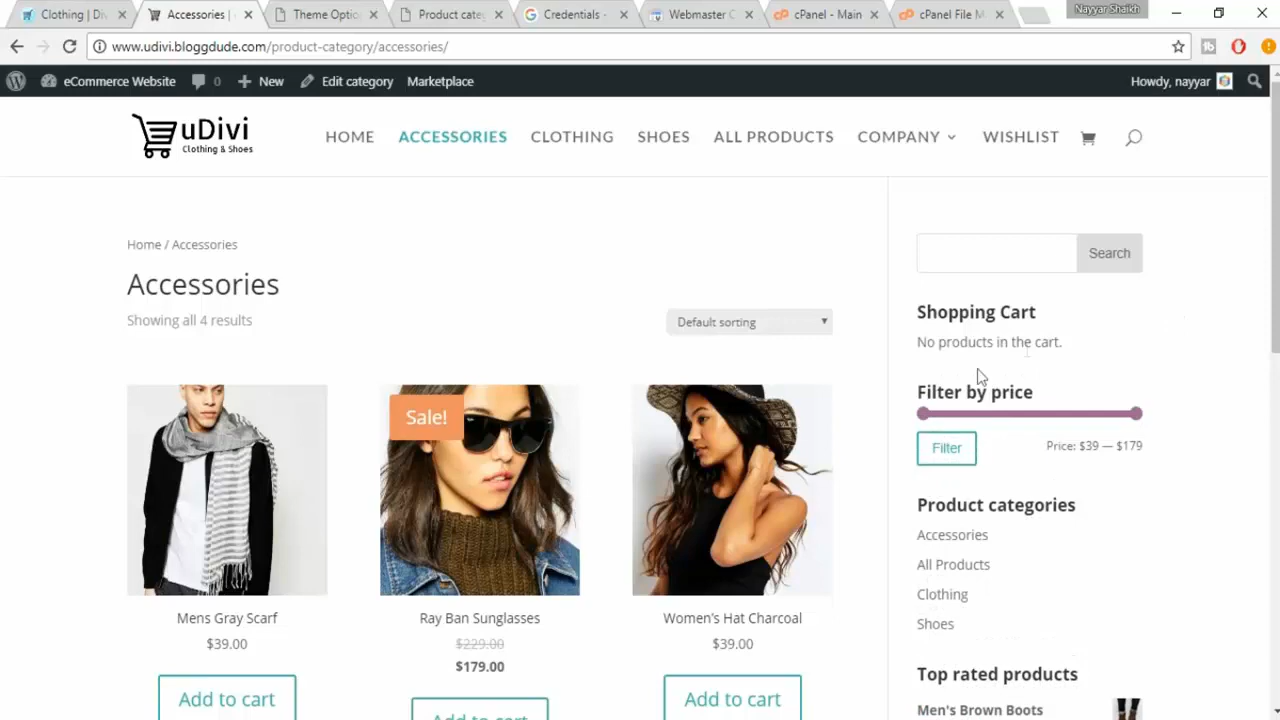 Nayyar Shaikh
Clothing | Di
Accessories |
Theme Optio
Product cate
Credentials -
Webmaster C
cPanel - Main
cPanel File M
www.udivi.bloggdude.com/product-category/accessories/
eCommerce Website
0
New
Edit category
Marketplace
Howdy, nayyar
uDivi
Clothing & Shoes
HOME
ACCESSORIES
CLOTHING
SHOES
ALL PRODUCTS
COMPANY
WISHLIST
Home / Accessories
Accessories
Showing all 4 results
Default sorting
Sale!
Mens Gray Scarf
$39.00
Add to cart
Ray Ban Sunglasses
$229.00
$179.00
Add to cart
Women's Hat Charcoal
$39.00
Add to cart
Search
Shopping Cart
No products in the cart.
Filter by price
Filter
Price: $39 — $179
Product categories
Accessories
All Products
Clothing
Shoes
Top rated products
Men's Brown Boots